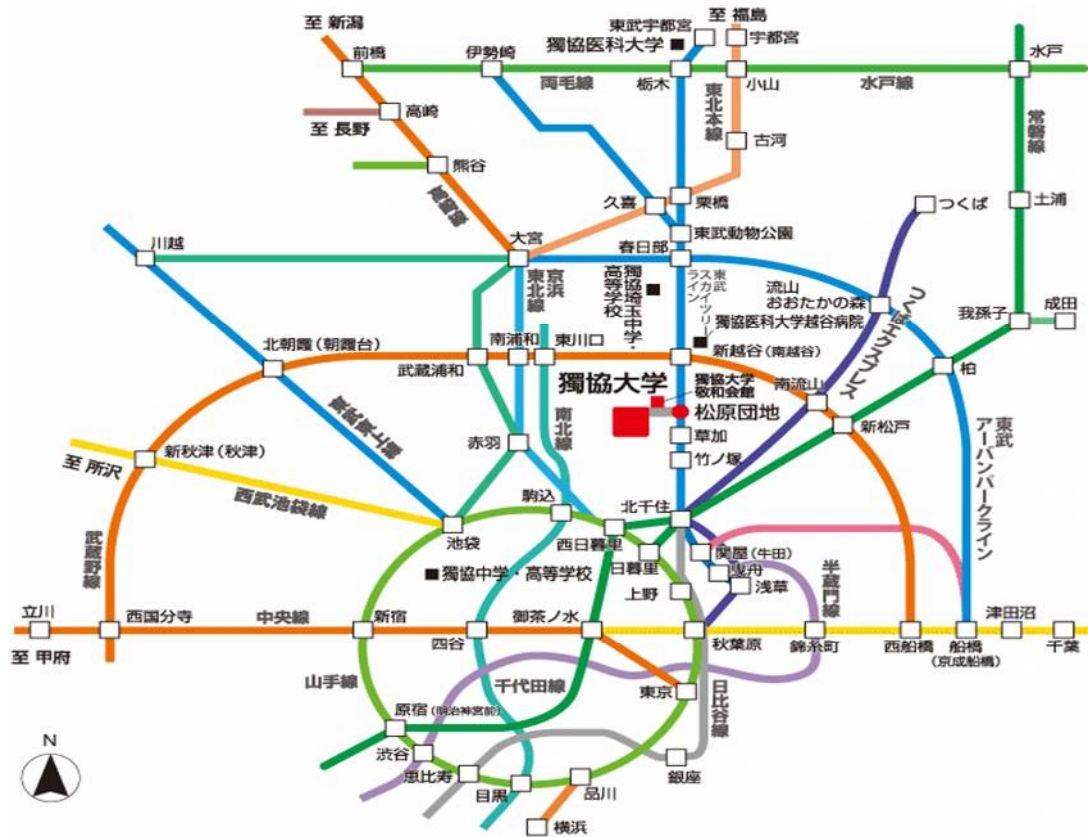 至 新潟
前橋
伊勢崎
東武宇都宮
獨協医科大学
至 福島
宇都宮
水戸
両毛線
栃木
小山
水戸線
東北本線
高崎
至 長野
熊谷
高崎線
古河
常磐線
久喜
栗橋
つくば
土浦
川越
大宮
東武動物公園
春日部
京浜
東北線
獨協埼玉中学・
高等学校
東武
スカイツリー
ライン
流山
おおたかの森
獨協医科大学越谷病院
つくばエクスプレス
我孫子
成田
北朝霞（朝霞台）
武蔵浦和
南浦和
東川口
新越谷（南越谷）
柏
獨協大学
獨協大学
敬和会館
松原団地
南流山
新松戸
南北線
東武東上線
赤羽
草加
竹ノ塚
東武
アーバンパークライン
新秋津（秋津）
至 所沢
西武池袋線
駒込
北千住
池袋
西日暮里
日暮里
関屋（牛田）
曳舟
浅草
武蔵野線
獨協中学・高等学校
上野
半蔵門線
立川
西国分寺
中央線
新宿
四谷
御茶ノ水
秋葉原
錦糸町
西船橋
船橋
（京成船橋）
津田沼
千葉
至 甲府
山手線
千代田線
東京
日比谷線
原宿（明治神宮前）
渋谷
恵比寿
目黒
品川
銀座
横浜
N